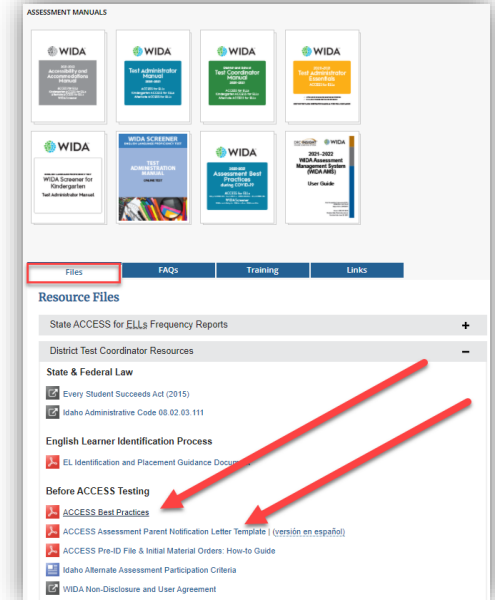 ASSESSMENT MANUALS
WIDA
Accessibility and
Accommodations
Manual
WIDA
Test Administrator
Manual
WIDA
Test Coordinator
Manual
WIDA
Test Administrator
Essentials
WIDA
WIDA Screener for
Kindergarten
Test Administrator Manual
WIDA SCREENER
TEST
ADMINISTRATION
MANUAL
ONLINE TEST
WIDA
Assessment Best
Practices
during COVID-19
WIDA
2021-2022
WIDA Assessment
Management System
(WIDA AMS)
User Guide
Files
FAQs
Training
Links
Resource Files
State ACCESS for ELLs Frequency Reports
District Test Coordinator Resources
State & Federal Law
Every Student Succeeds Act (2015)
Idaho Administrative Code 08.02.03.111
English Learner Identification Process
EL Identification and Placement Guidance Document
Before ACCESS Testing
ACCESS Best Practices
ACCESS Assessment Parent Notification Letter Template | (versión en español)
ACCESS Pre-ID File & Initial Material Orders: How-to Guide
Idaho Alternate Assessment Participation Criteria
WIDA Non-Disclosure and User Agreement